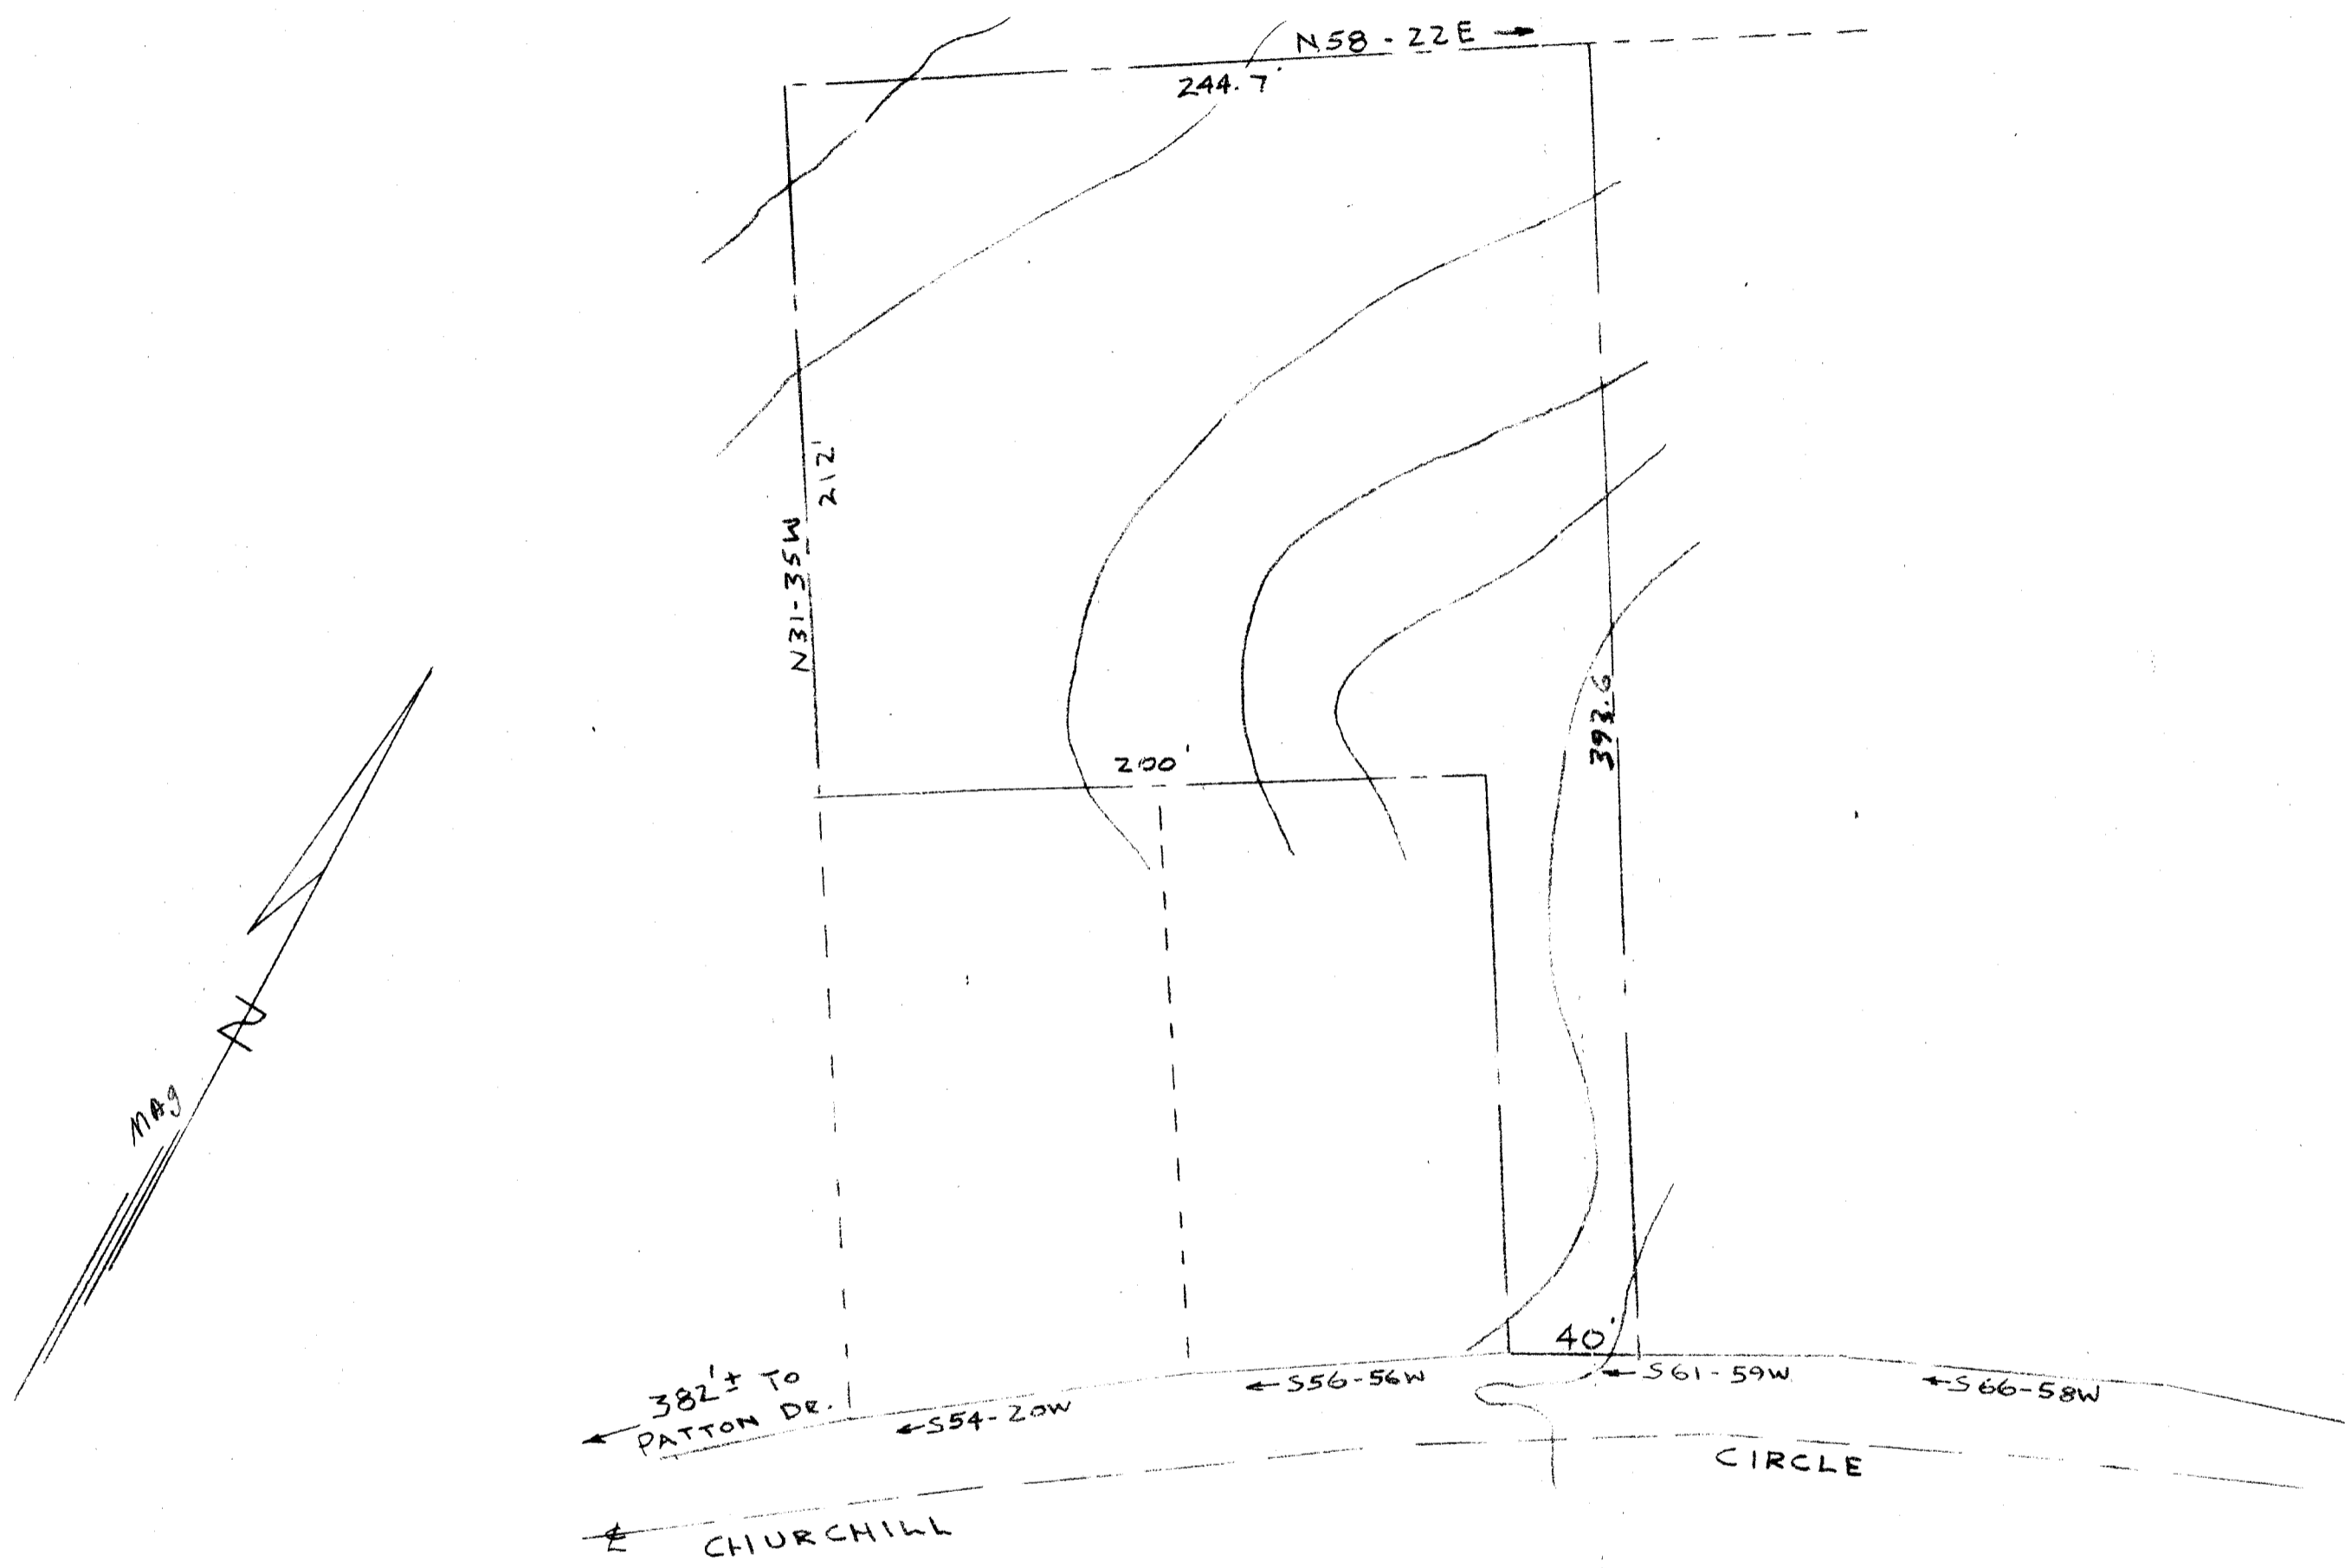 N58 - 22E
244.7'
212'
N31-35W
200'
393.6
N
MAG
40'
382'± TO
PATTON DR.
S54-20W
S56-56W
S61-59W
S66-58W
℄ CHURCHILL CIRCLE